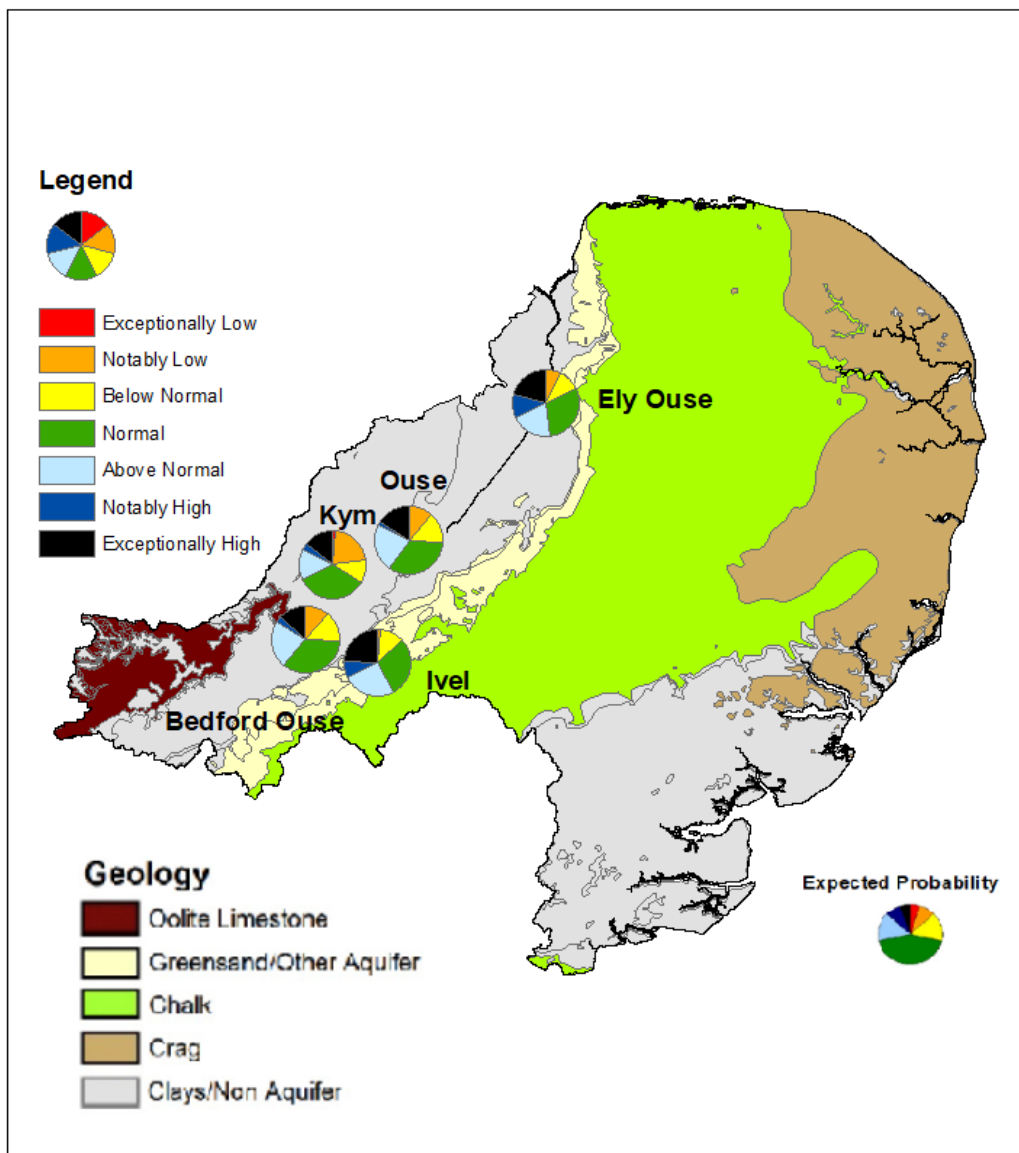 Legend
Exceptionally Low
Notably Low
Below Normal
Normal
Above Normal
Notably High
Exceptionally High
Ely Ouse
Ouse
Kym
Ivel
Bedford Ouse
Geology
Oolite Limestone
Greensand/Other Aquifer
Chalk
Crag
Clays/Non Aquifer
Expected Probability